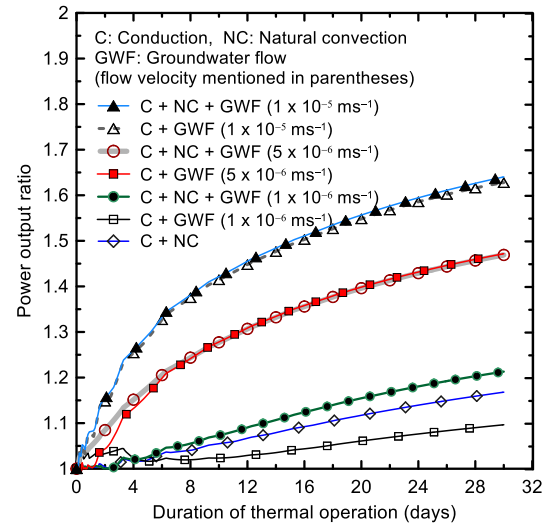 2
1.9
1.8
1.7
1.6
1.5
1.4
1.3
1.2
1.1
1
Power output ratio
C: Conduction, NC: Natural convection
GWF: Groundwater flow
(flow velocity mentioned in parentheses)
C + NC + GWF (1 x 10⁻⁵ ms⁻¹)
C + GWF (1 x 10⁻⁵ ms⁻¹)
C + NC + GWF (5 x 10⁻⁶ ms⁻¹)
C + GWF (5 x 10⁻⁶ ms⁻¹)
C + NC + GWF (1 x 10⁻⁶ ms⁻¹)
C + GWF (1 x 10⁻⁶ ms⁻¹)
C + NC
0 4 8 12 16 20 24 28 32
Duration of thermal operation (days)